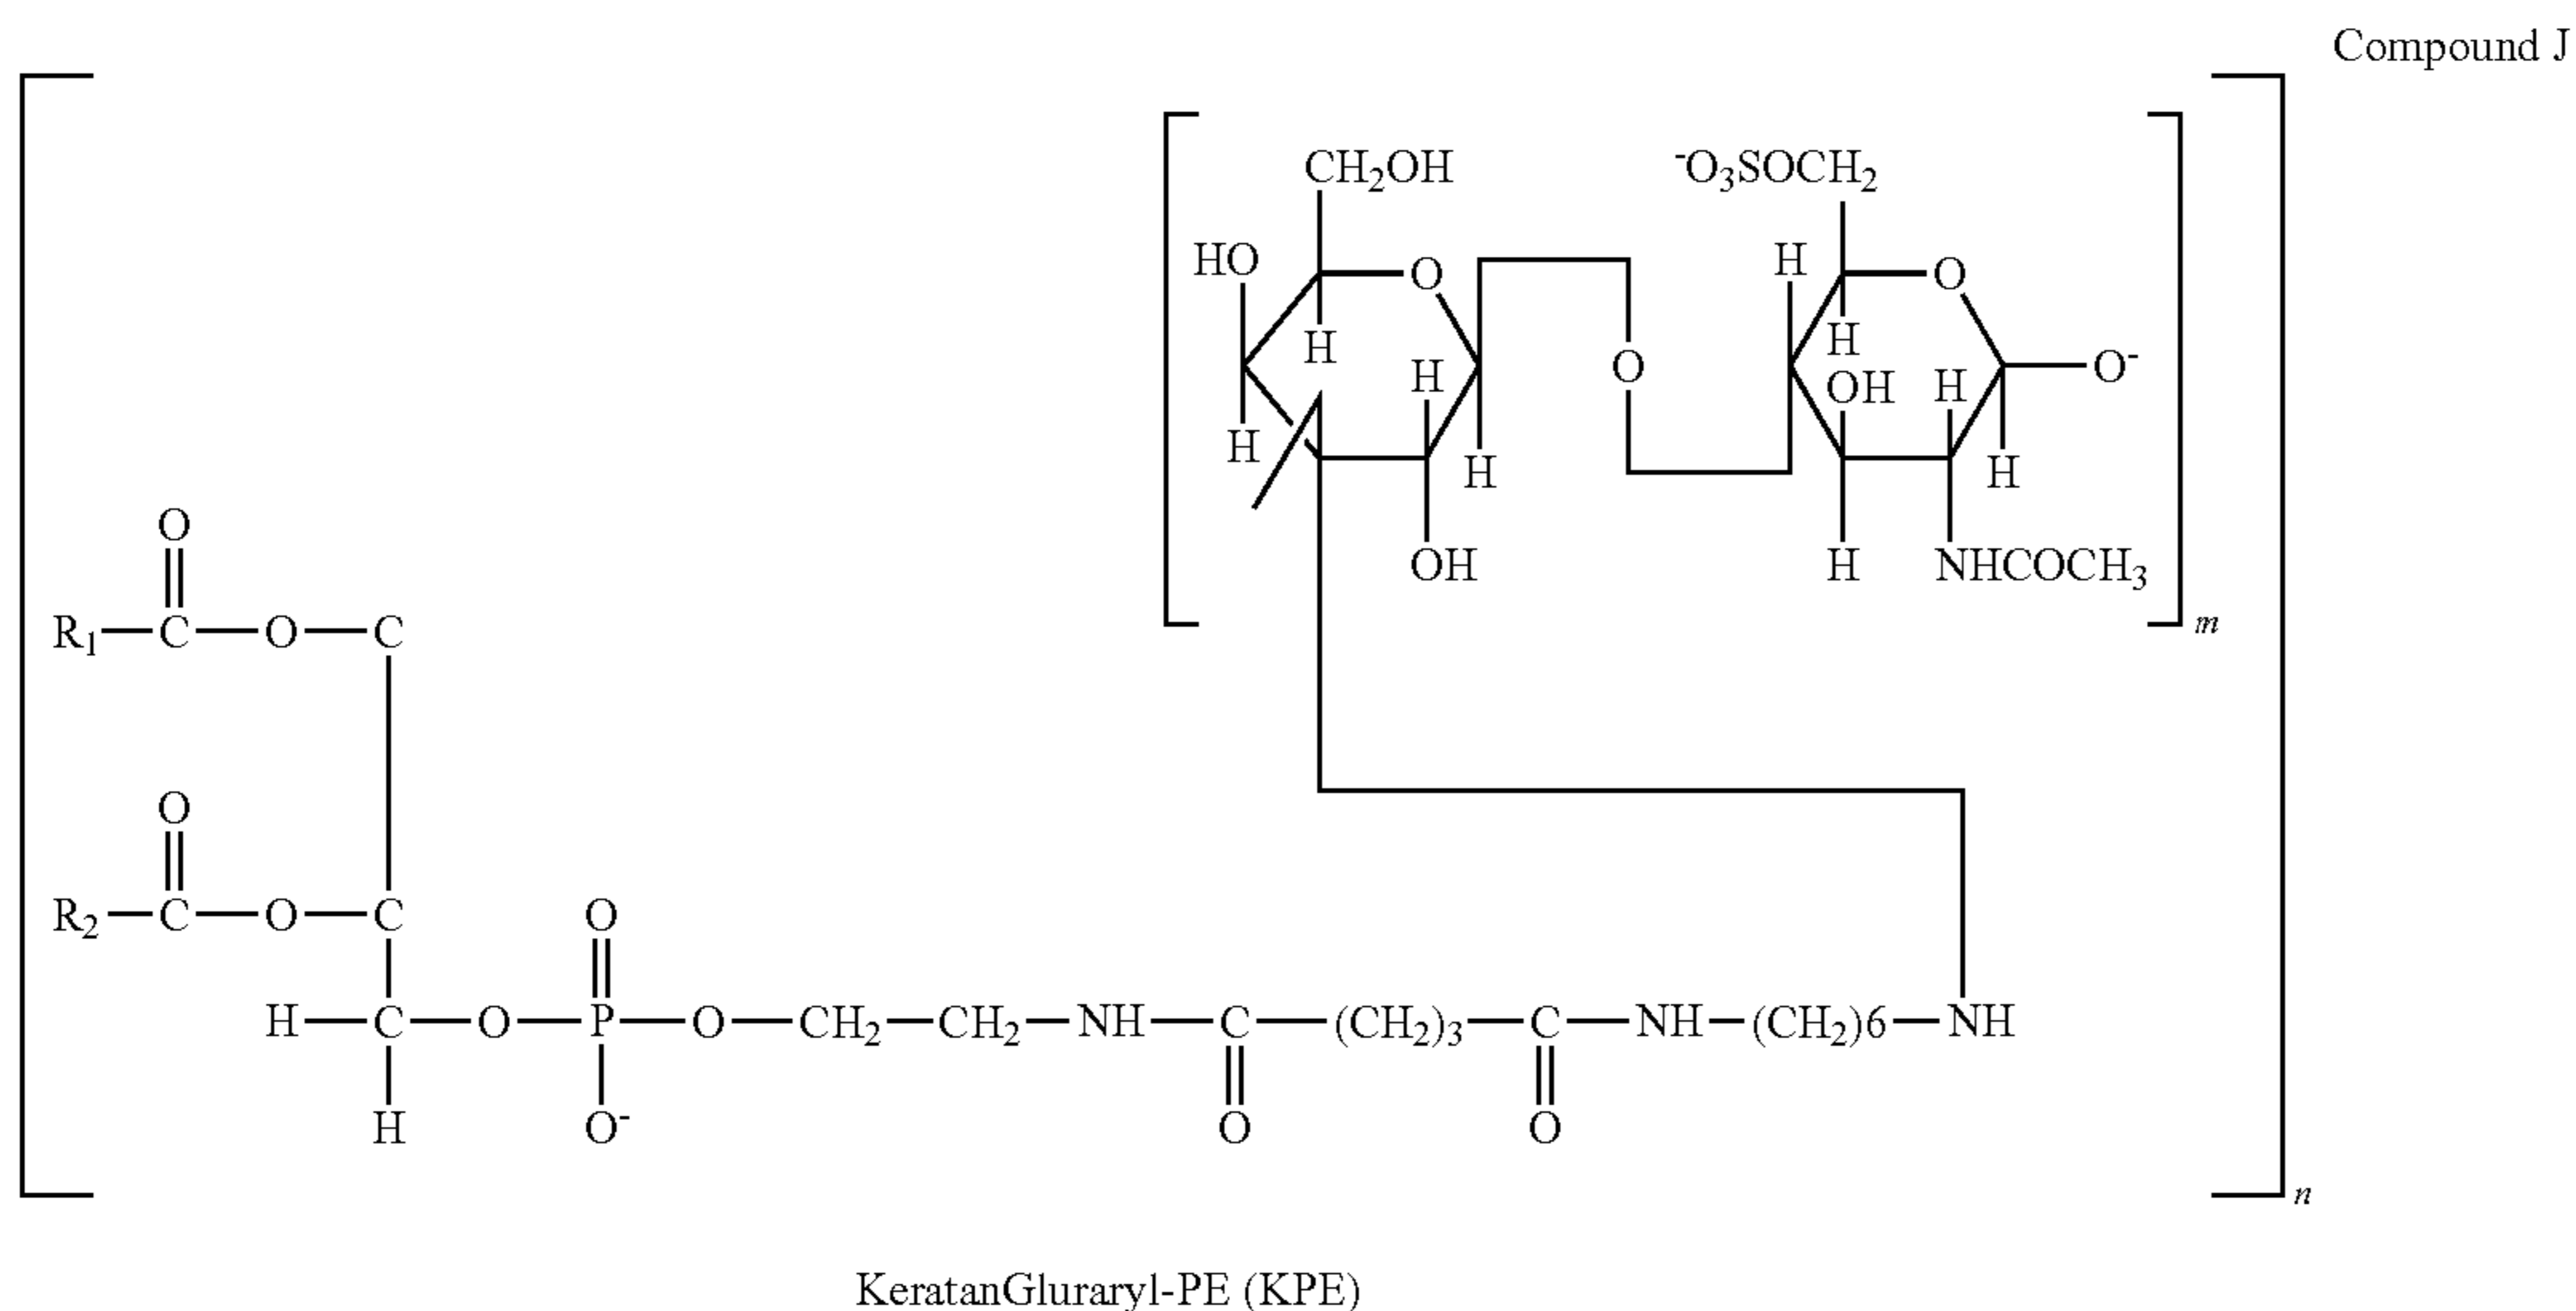 Compound J
CH₂OH ⁻O₃SOCH₂
HO O H O
H H OH H O O⁻
H H H
OH H NHCOCH₃
m
O
R₁ C O C
O
R₂ C O C O
H C O P O CH₂ CH₂ NH C (CH₂)₃ C NH (CH₂)6 NH
H O⁻ O O
n
KeratanGluraryl-PE (KPE)